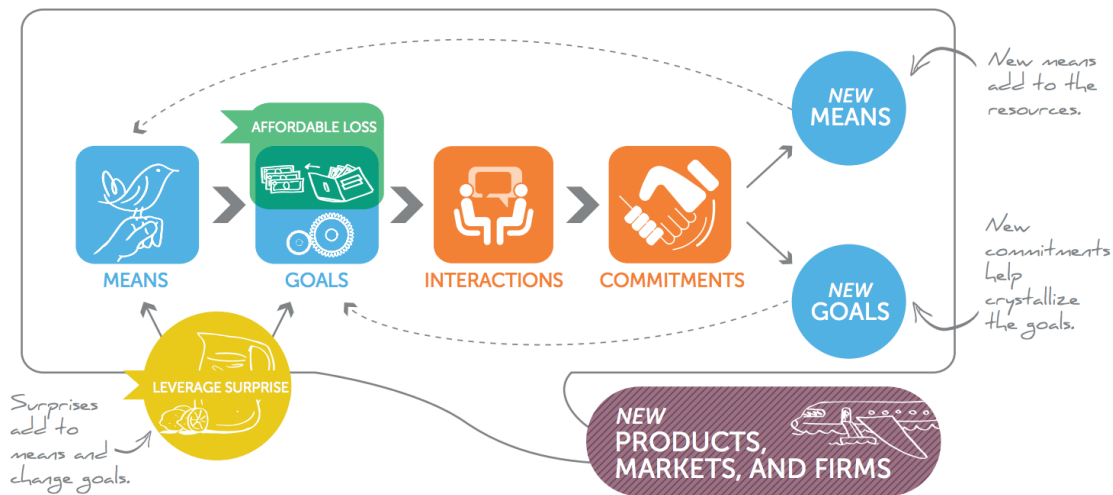 AFFORDABLE LOSS
MEANS
GOALS
INTERACTIONS
COMMITMENTS
NEW
MEANS
New means
add to the
resources.
NEW
GOALS
New
commitments
help
crystallize
the goals.
LEVERAGE SURPRISE
Surprises
add to
means and
change goals.
NEW
PRODUCTS,
MARKETS, AND FIRMS